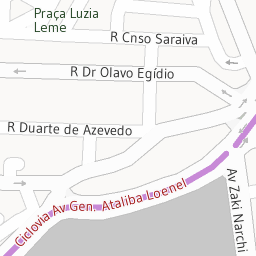 Praça Luzia
Leme
R Cnso Saraiva
R Dr Olavo Egídio
R Duarte de Azevedo
Ciclovia Av Gen. Ataliba Loenel
Av Zaki Narchi